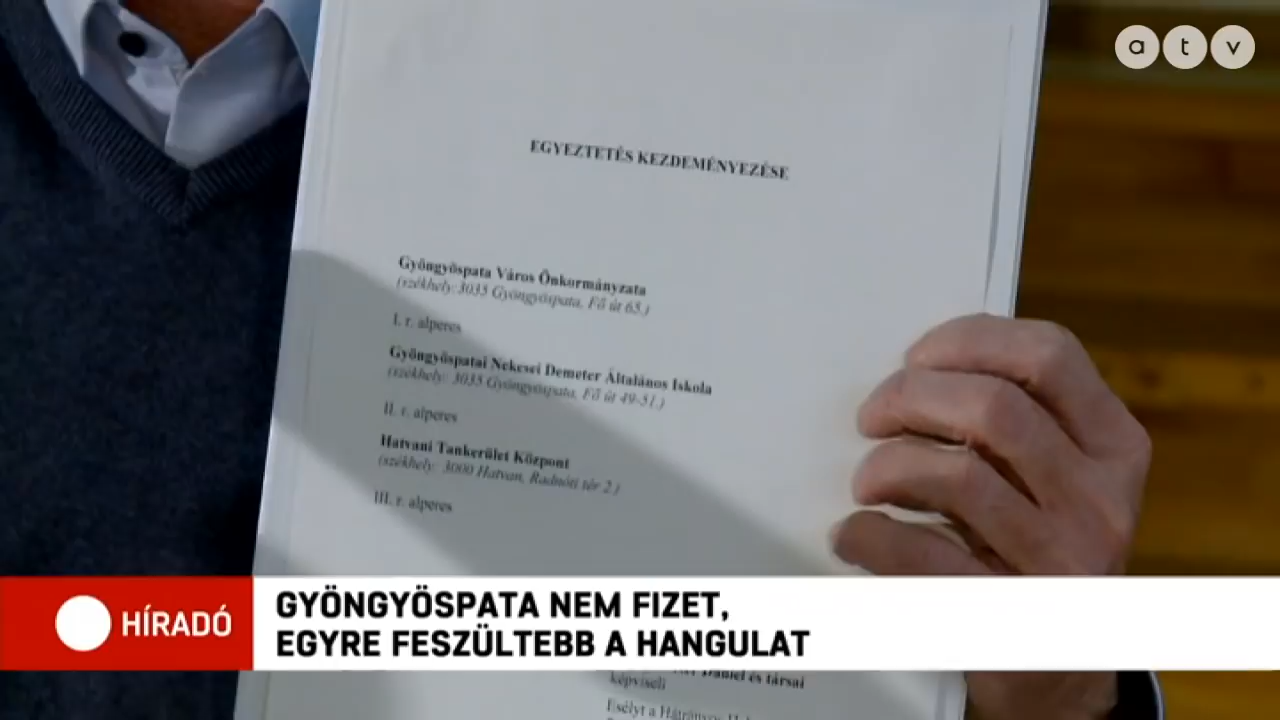 a t v
EGYEZTETÉS KEZDEMÉNYEZÉSE
Gyöngyöspata Város Önkormányzata
(székhely: 3035 Gyöngyöspata, Fő út 65.)
I. r. alperes
Gyöngyöspatai Nekcsei Demeter Általános Iskola
(székhely: 3035 Gyöngyöspata, Fő út 49-51.)
II. r. alperes
Hatvani Tankerület Központ
(székhely: 3000 Hatvan, Radnóti tér 2.)
III. r. alperes
HÍRADÓ
GYÖNGYÖSPATA NEM FIZET,
EGYRE FESZÜLTEBB A HANGULAT
Dániel és társai
képviseli
Esélyt a